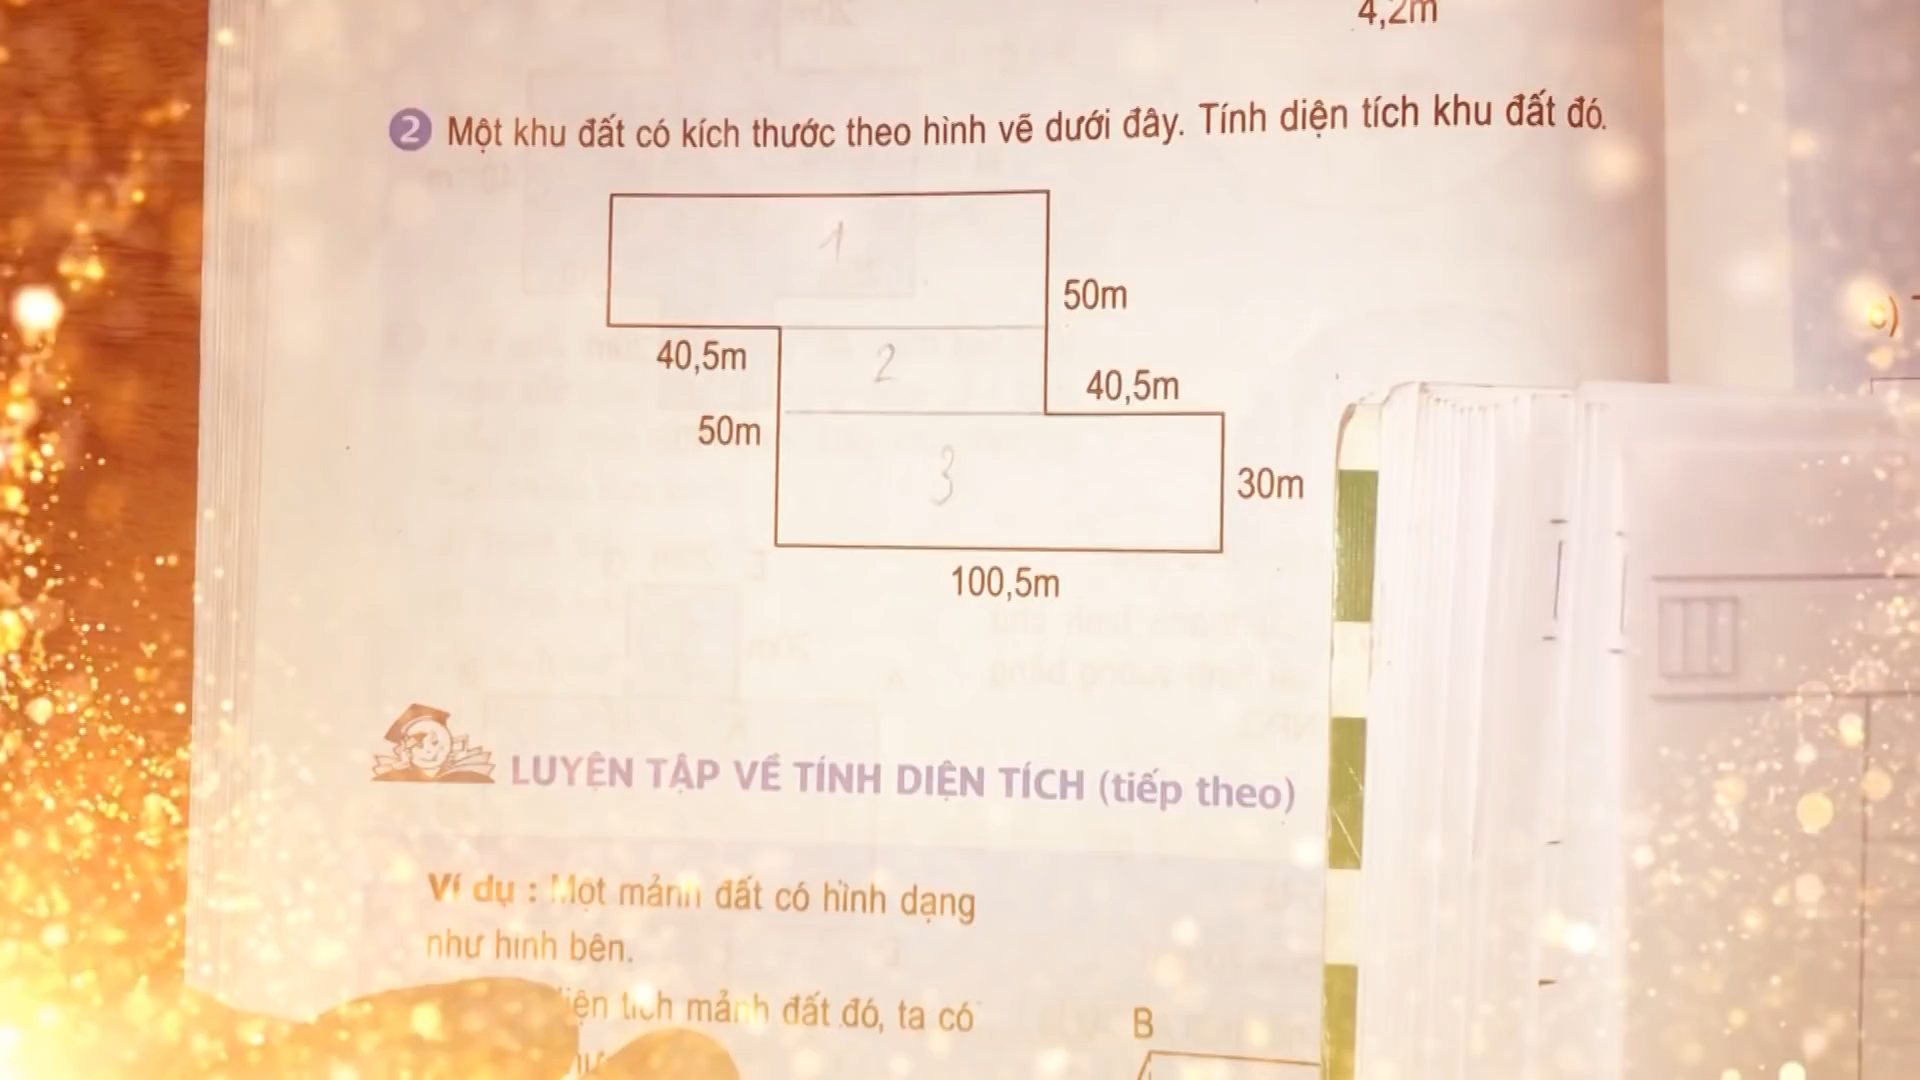 4,2m
2 Một khu đất có kích thước theo hình vẽ dưới đây. Tính diện tích khu đất đó.
1
50m
40,5m
2
40,5m
50m
3
30m
100,5m
LUYỆN TẬP VỀ TÍNH DIỆN TÍCH (tiếp theo)
Ví dụ : Một mảnh đất có hình dạng
như hình bên.
tích mảnh đất đó, ta có
B
c)